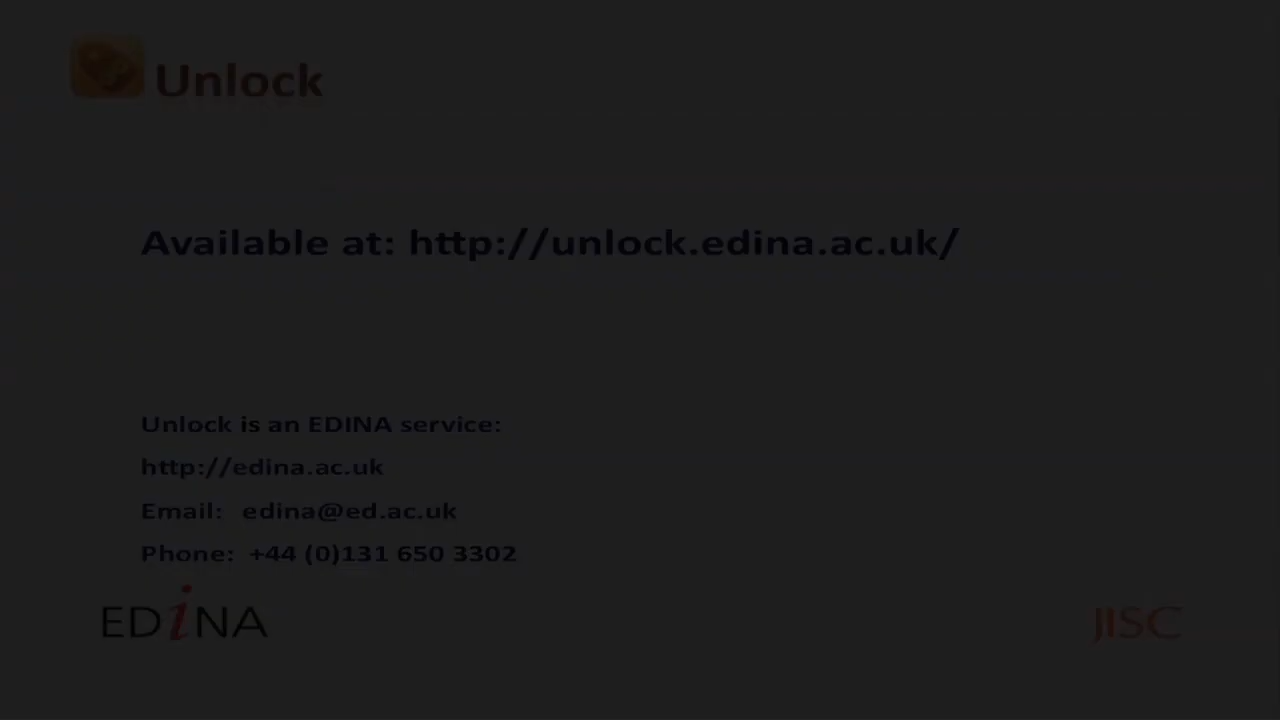 Unlock
Available at: http://unlock.edina.ac.uk/
Unlock is an EDINA service:
http://edina.ac.uk
Email: edina@ed.ac.uk
Phone: +44 (0)131 650 3302
EDiNA
JISC